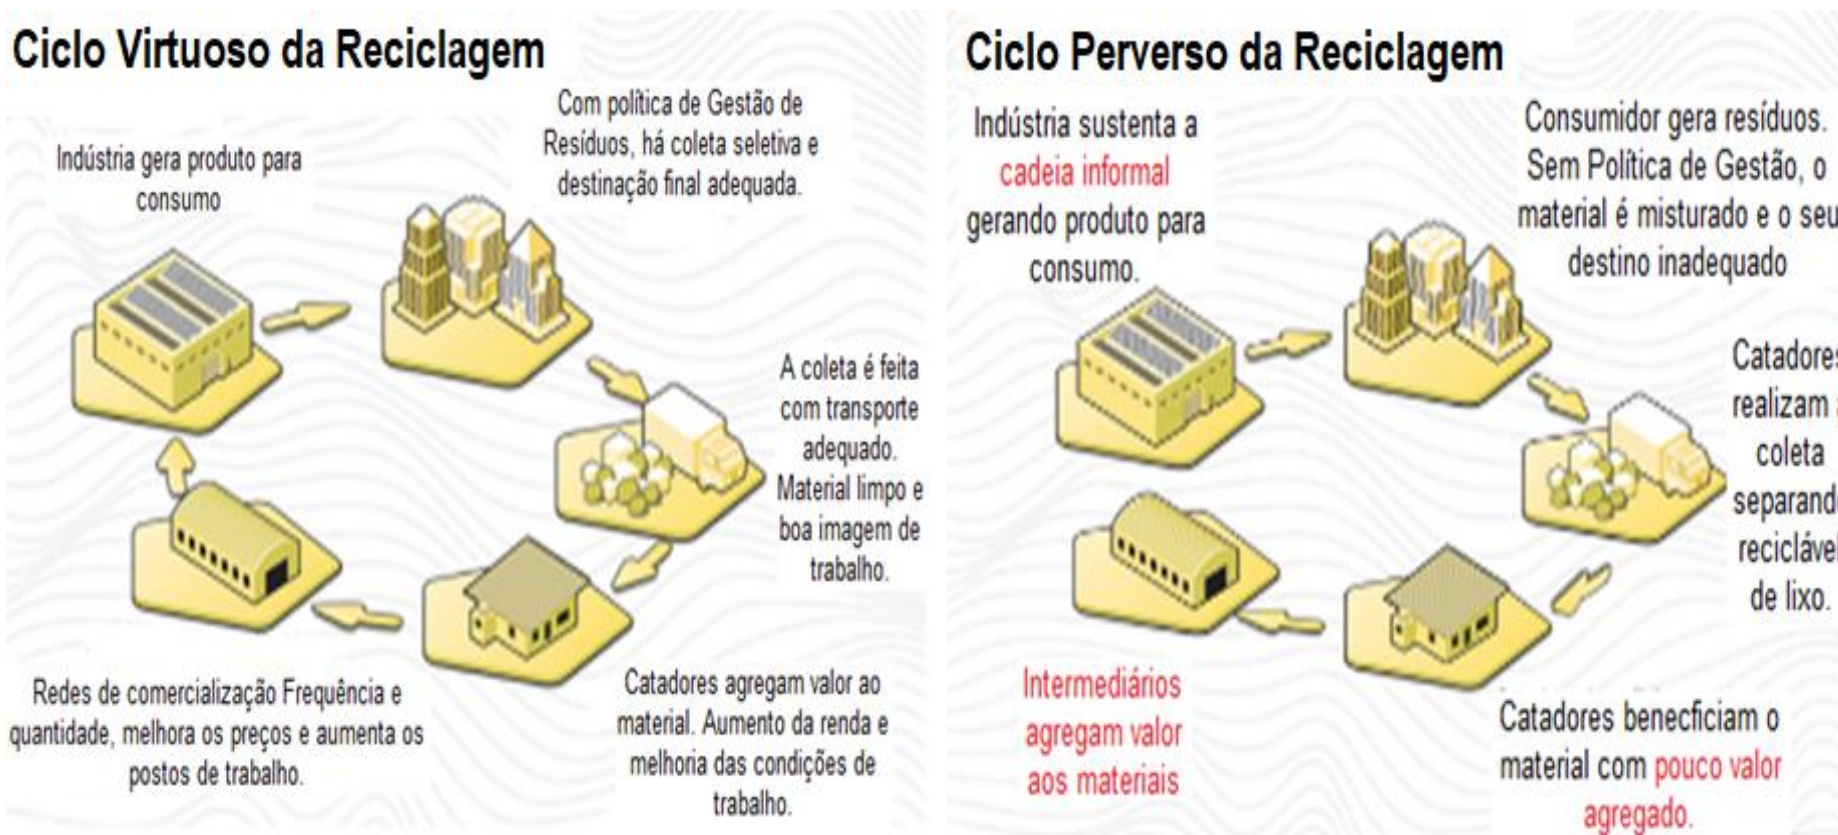 Ciclo Virtuoso da Reciclagem
Indústria gera produto para
consumo
Com política de Gestão de
Resíduos, há coleta seletiva e
destinação final adequada.
A coleta é feita
com transporte
adequado.
Material limpo e
boa imagem de
trabalho.
Catadores agregam valor ao
material. Aumento da renda e
melhoria das condições de
trabalho.
Redes de comercialização Frequência e
quantidade, melhora os preços e aumenta os
postos de trabalho.
Ciclo Perverso da Reciclagem
Indústria sustenta a
cadeia informal
gerando produto para
consumo.
Consumidor gera resíduos.
Sem Política de Gestão, o
material é misturado e o seu
destino inadequado
Catadores
realizam a
coleta
separando
reciclável
de lixo.
Catadores benecficiam o
material com pouco valor
agregado.
Intermediários
agregam valor
aos materiais